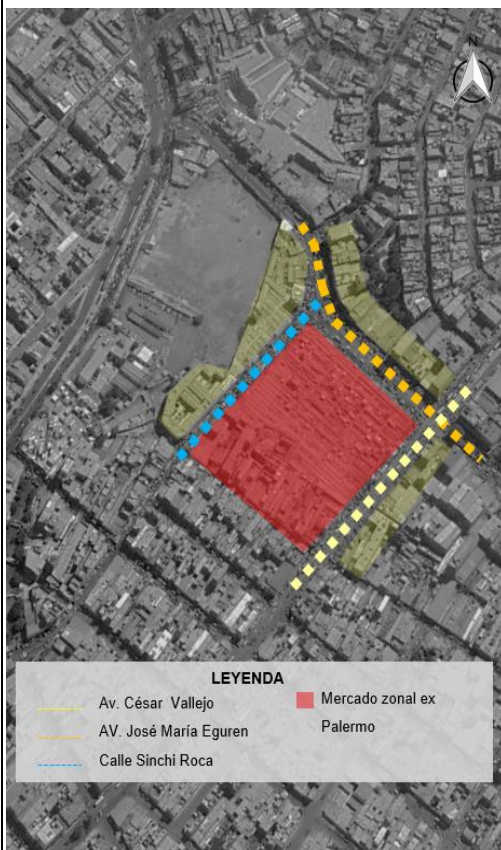 N
LEYENDA
Av. César Vallejo
AV. José María Eguren
Calle Sinchi Roca
Mercado zonal ex
Palermo